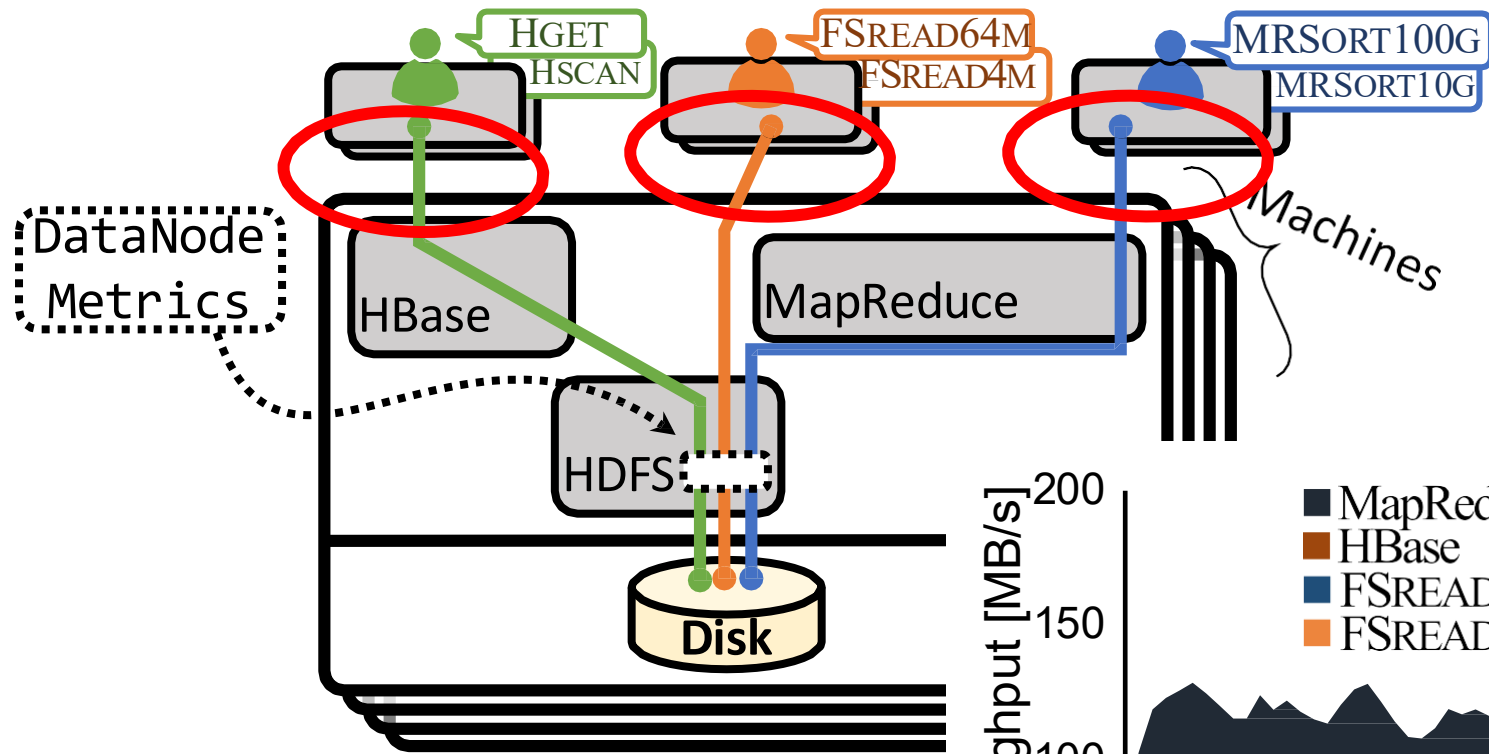 HGET
HSCAN
FSREAD64M
FSREAD4M
MRSORT100G
MRSORT10G
Machines
DataNode
Metrics
HBase
MapReduce
HDFS
Disk
200
150
100
ghput [MB/s]
MapRed
HBase
FSREAD
FSREAD